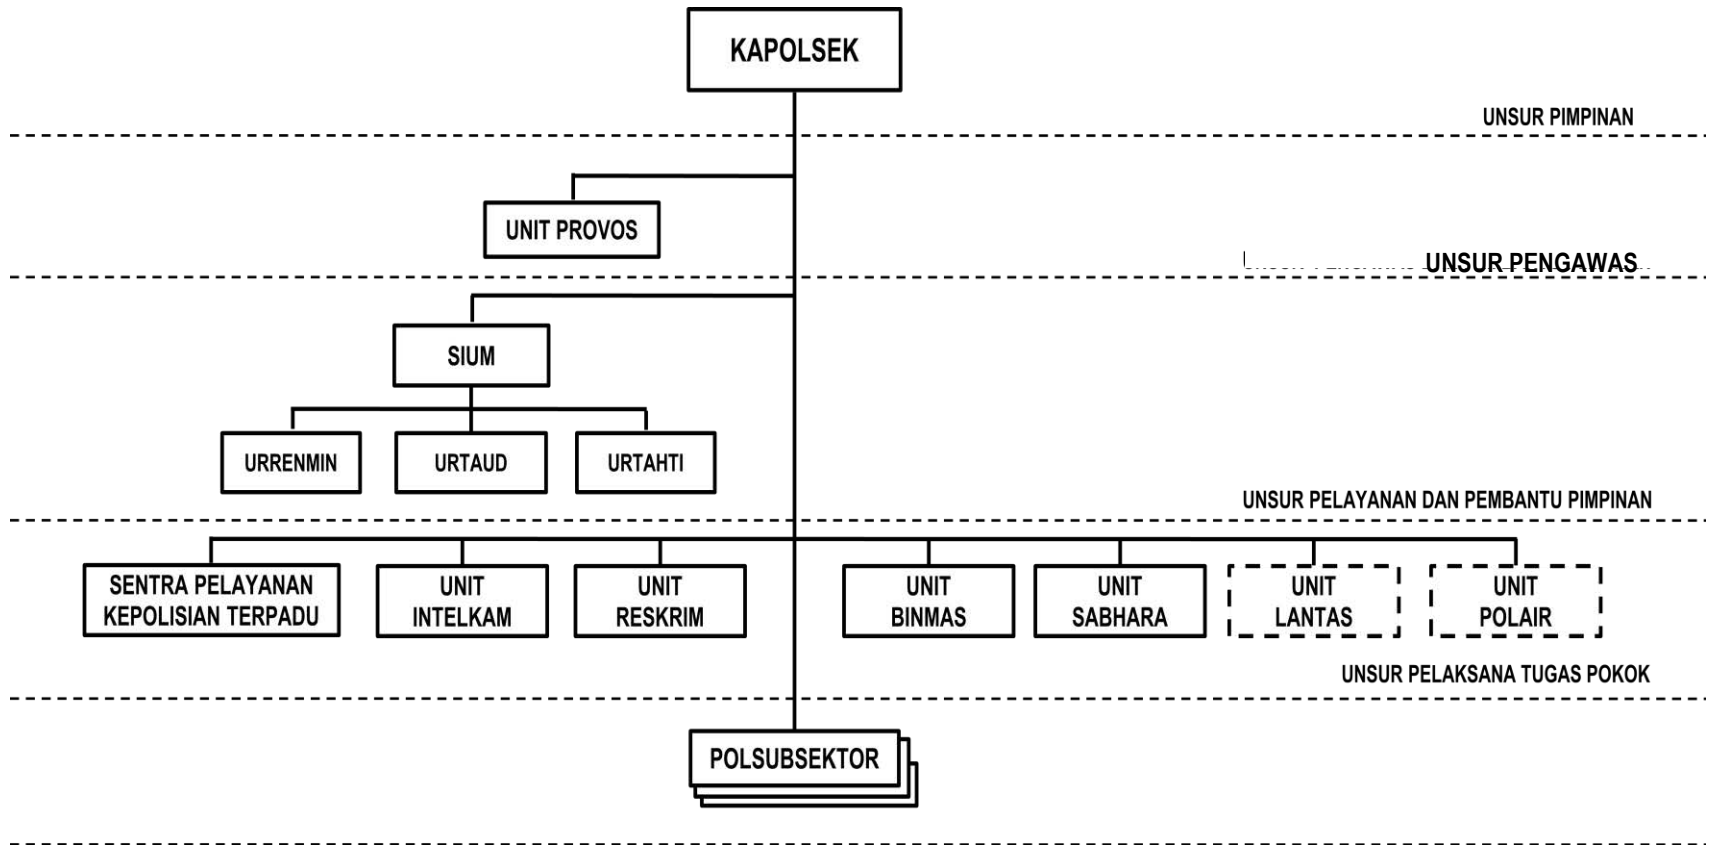 KAPOLSEK
UNSUR PIMPINAN
UNIT PROVOS
UNSUR PENGAWAS
SIUM
URRENMIN
URTAUD
URTAHTI
UNSUR PELAYANAN DAN PEMBANTU PIMPINAN
SENTRA PELAYANAN
KEPOLISIAN TERPADU
UNIT
INTELKAM
UNIT
RESKRIM
UNIT
BINMAS
UNIT
SABHARA
UNIT
LANTAS
UNIT
POLAIR
UNSUR PELAKSANA TUGAS POKOK
POLSUBSEKTOR